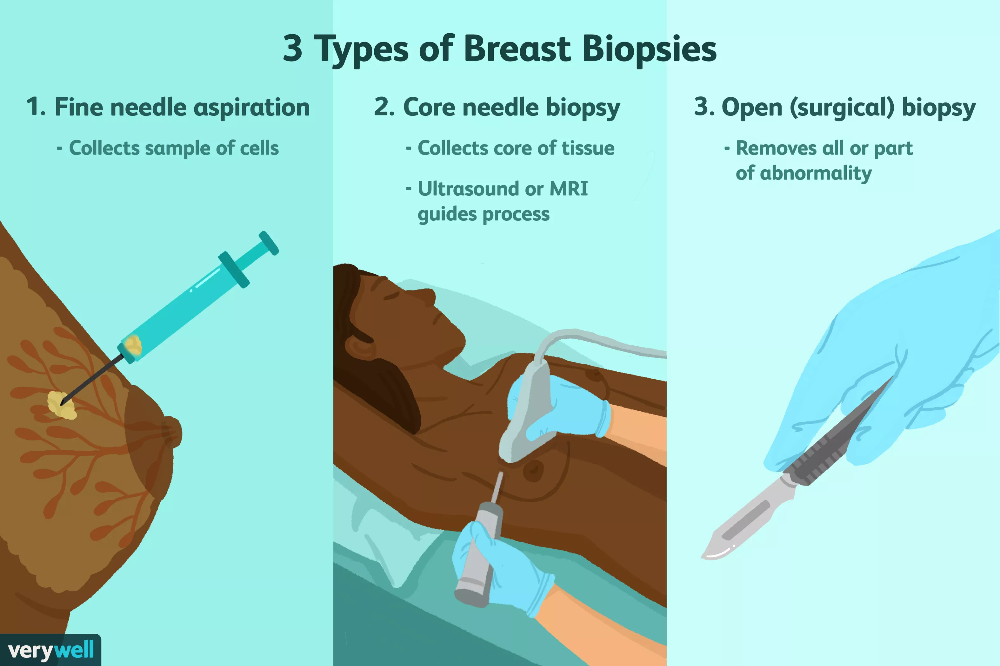 3 Types of Breast Biopsies
1. Fine needle aspiration
- Collects sample of cells
2. Core needle biopsy
- Collects core of tissue
- Ultrasound or MRI
guides process
3. Open (surgical) biopsy
- Removes all or part
of abnormality
verywell